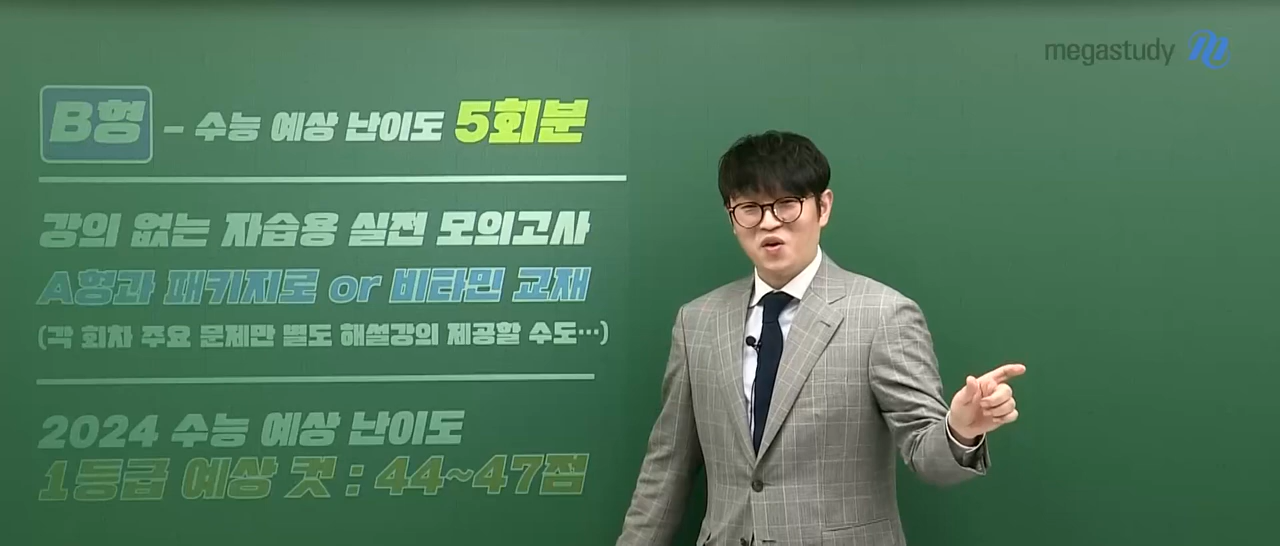 megastudy
B형 - 수능 예상 난이도 5회분
강의 없는 자습용 실전 모의고사
A형과 패키지로 or 비타민 교재
(각 회차 주요 문제만 별도 해설강의 제공할 수도…)
2024 수능 예상 난이도
1등급 예상 컷 : 44~47점